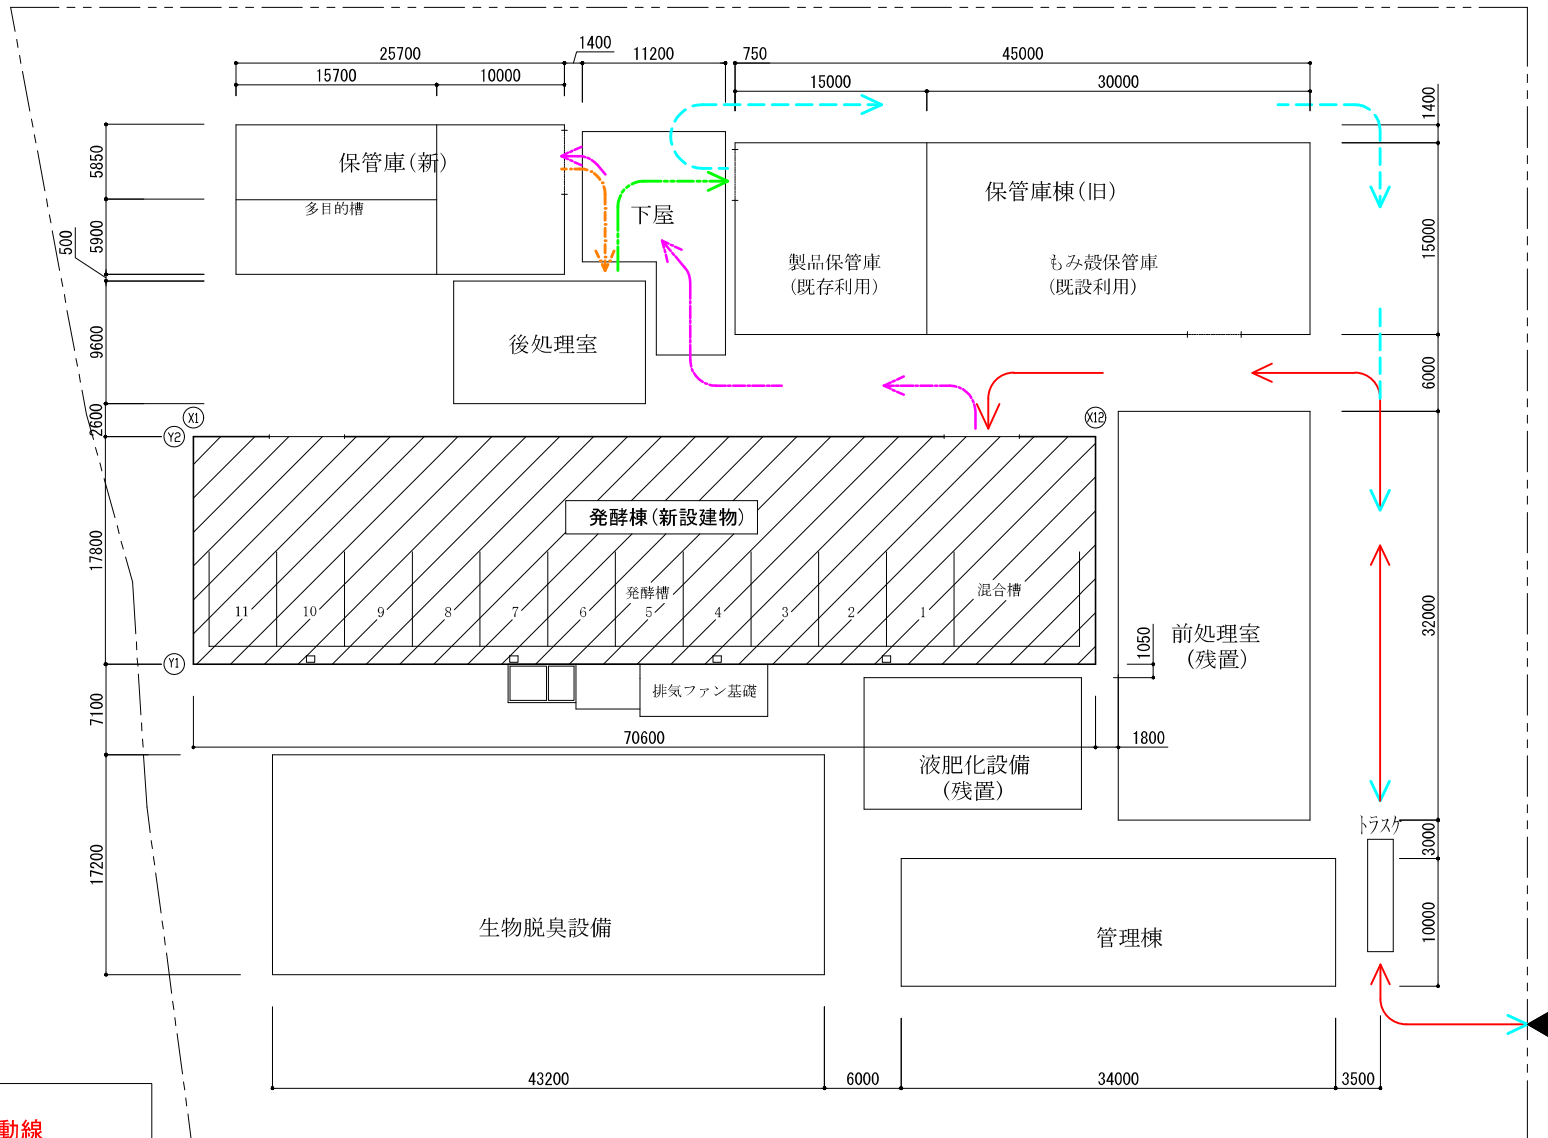 1400
25700
11200
750
45000
15700
10000
15000
30000
1400
5850
保管庫(新)
多目的槽
下屋
保管庫棟(旧)
5900
500
15000
製品保管庫
(既存利用)
もみ殻保管庫
(既設利用)
9600
後処理室
6000
2600
X1
Y2
X12
発酵棟(新設建物)
17800
発酵槽
混合槽
11
10
9
8
7
6
5
4
3
2
1
32000
前処理室
(残置)
1050
Y1
排気ファン基礎
7100
70600
1800
液肥化設備
(残置)
トラスケ
3000
17200
生物脱臭設備
管理棟
10000
43200
6000
34000
3500
動線